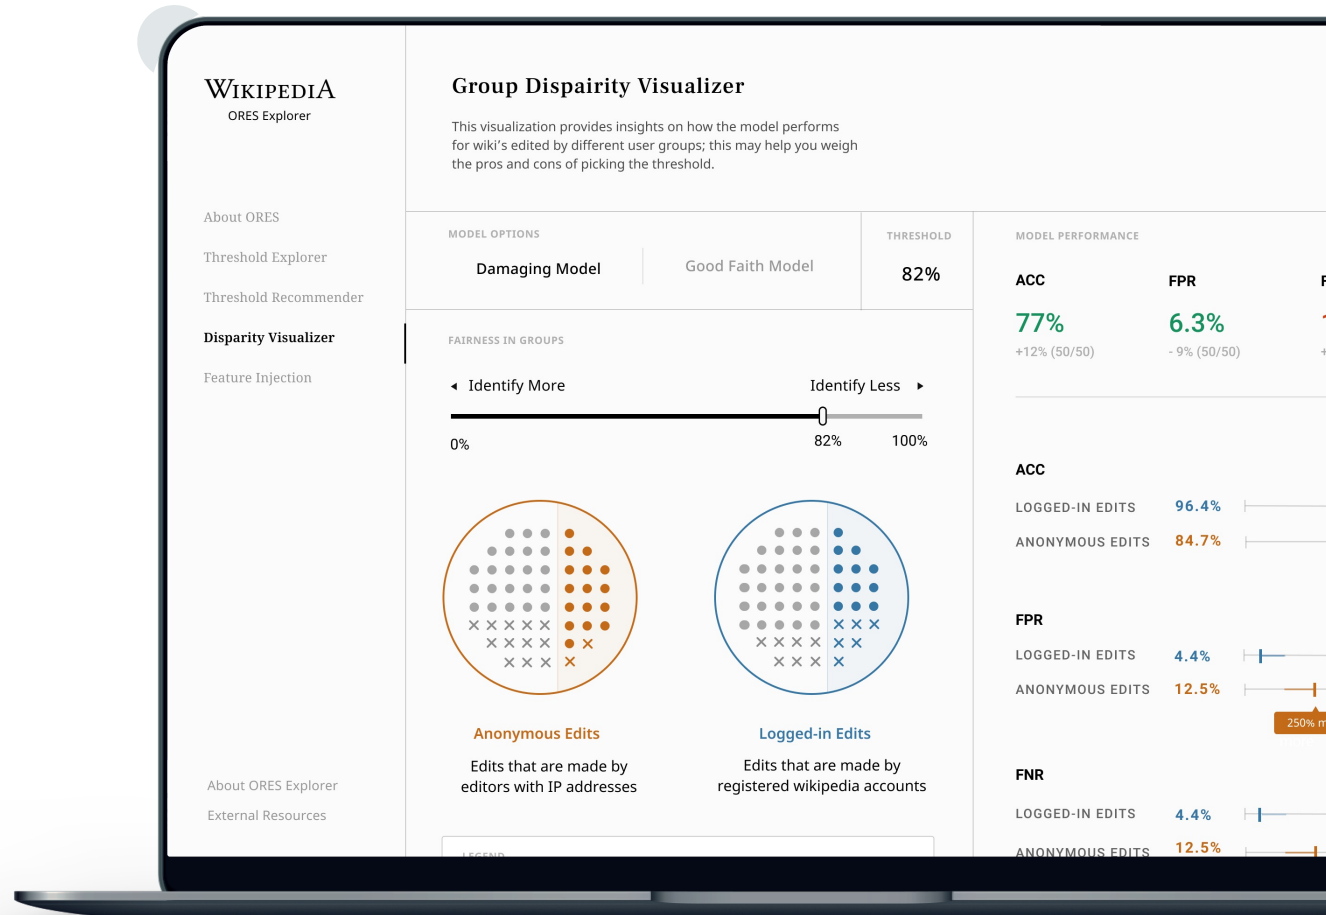 WIKIPEDIA
ORES Explorer
About ORES
Threshold Explorer
Threshold Recommender
Disparity Visualizer
Feature Injection
About ORES Explorer
External Resources
Group Dispairity Visualizer
This visualization provides insights on how the model performs
for wiki's edited by different user groups; this may help you weigh
the pros and cons of picking the threshold.
MODEL OPTIONS
Damaging Model
Good Faith Model
THRESHOLD
82%
FAIRNESS IN GROUPS
Identify More
Identify Less
0%
82%
100%
Anonymous Edits
Edits that are made by
editors with IP addresses
Logged-in Edits
Edits that are made by
registered wikipedia accounts
LEGEND
MODEL PERFORMANCE
ACC
77%
+12% (50/50)
FPR
6.3%
- 9% (50/50)
ACC
LOGGED-IN EDITS 96.4%
ANONYMOUS EDITS 84.7%
FPR
LOGGED-IN EDITS 4.4%
ANONYMOUS EDITS 12.5%
250%
FNR
LOGGED-IN EDITS 4.4%
ANONYMOUS EDITS 12.5%